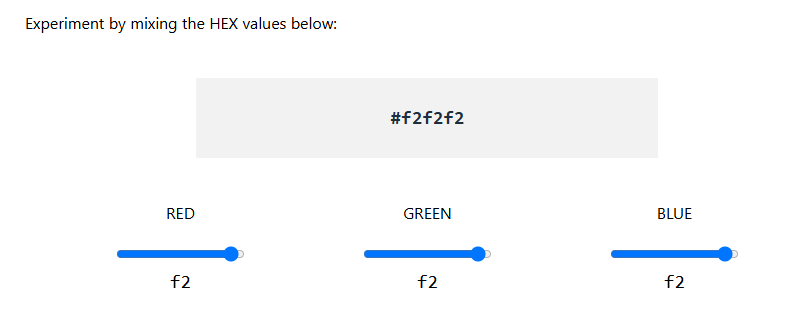 Experiment by mixing the HEX values below:
#f2f2f2
RED GREEN BLUE
f2 f2 f2